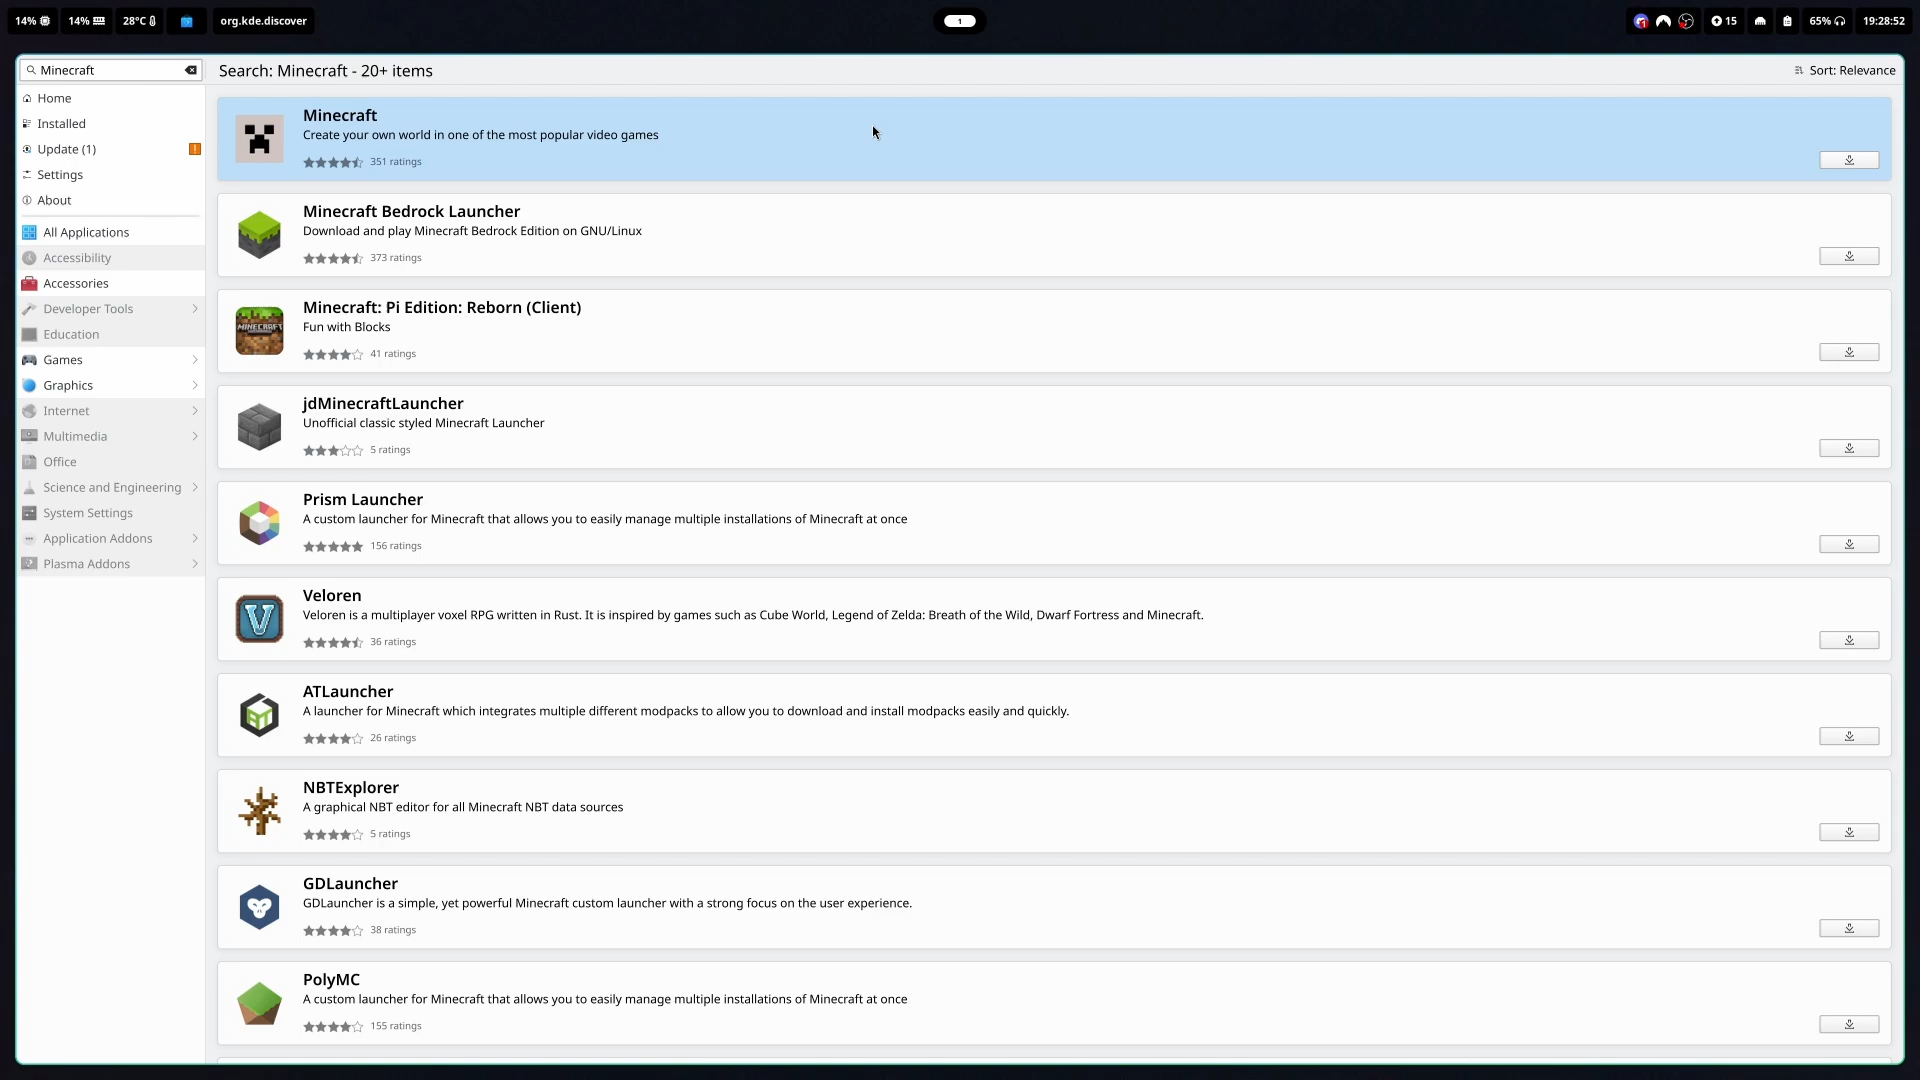 14%
14%
28°C
org.kde.discover
1
1
15
65%
19:28:52
Minecraft
Search: Minecraft - 20+ items
Sort: Relevance
Home
Installed
Update (1)
Settings
About
All Applications
Accessibility
Accessories
Developer Tools
Education
Games
Graphics
Internet
Multimedia
Office
Science and Engineering
System Settings
Application Addons
Plasma Addons
Minecraft
Create your own world in one of the most popular video games
351 ratings
Minecraft Bedrock Launcher
Download and play Minecraft Bedrock Edition on GNU/Linux
373 ratings
MINECRAFT
Minecraft: Pi Edition: Reborn (Client)
Fun with Blocks
41 ratings
jdMinecraftLauncher
Unofficial classic styled Minecraft Launcher
5 ratings
Prism Launcher
A custom launcher for Minecraft that allows you to easily manage multiple installations of Minecraft at once
156 ratings
V
Veloren
Veloren is a multiplayer voxel RPG written in Rust. It is inspired by games such as Cube World, Legend of Zelda: Breath of the Wild, Dwarf Fortress and Minecraft.
36 ratings
ATLauncher
A launcher for Minecraft which integrates multiple different modpacks to allow you to download and install modpacks easily and quickly.
26 ratings
NBTExplorer
A graphical NBT editor for all Minecraft NBT data sources
5 ratings
GDLauncher
GDLauncher is a simple, yet powerful Minecraft custom launcher with a strong focus on the user experience.
38 ratings
PolyMC
A custom launcher for Minecraft that allows you to easily manage multiple installations of Minecraft at once
155 ratings